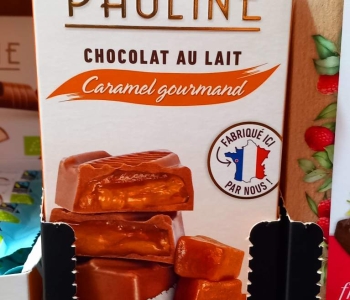 PAULINE
CHOCOLAT AU LAIT
Caramel gourmand
FABRIQUÉ ICI
PAR NOUS !